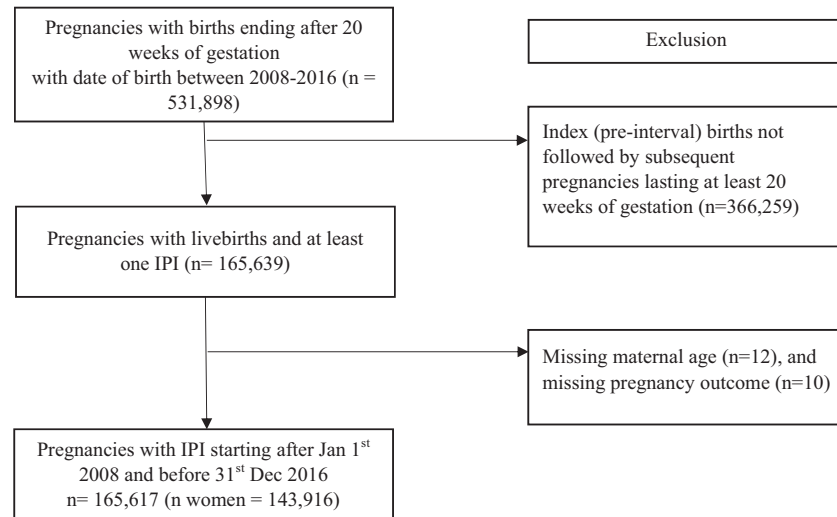 Pregnancies with births ending after 20
weeks of gestation
with date of birth between 2008-2016 (n =
531,898)
Exclusion
Index (pre-interval) births not
followed by subsequent
pregnancies lasting at least 20
weeks of gestation (n=366,259)
Pregnancies with livebirths and at least
one IPI (n= 165,639)
Missing maternal age (n=12), and
missing pregnancy outcome (n=10)
Pregnancies with IPI starting after Jan 1st
2008 and before 31st Dec 2016
n= 165,617 (n women = 143,916)